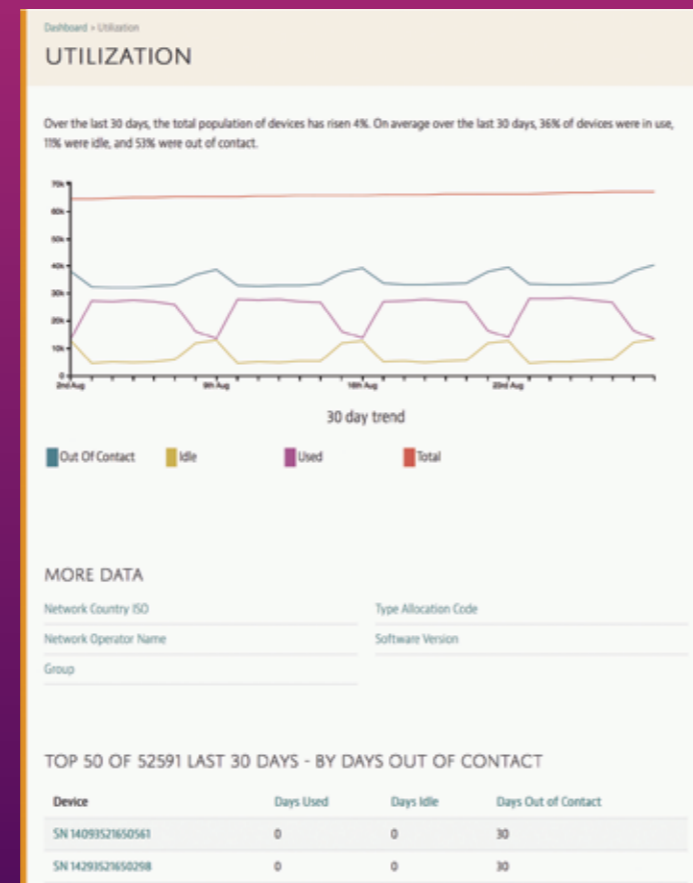 Dashboard > Utilization
UTILIZATION
Over the last 30 days, the total population of devices has risen 4%. On average over the last 30 days, 36% of devices were in use,
11% were idle, and 53% were out of contact.
70k
60k
50k
40k
30k
20k
10k
0
2nd Aug 9th Aug 16th Aug 23rd Aug
30 day trend
Out Of Contact Idle Used Total
MORE DATA
Network Country ISO Type Allocation Code
Network Operator Name Software Version
Group
TOP 50 OF 52591 LAST 30 DAYS - BY DAYS OUT OF CONTACT
Device Days Used Days Idle Days Out of Contact
SN 14093521650561 0 0 30
SN 14293521650298 0 0 30